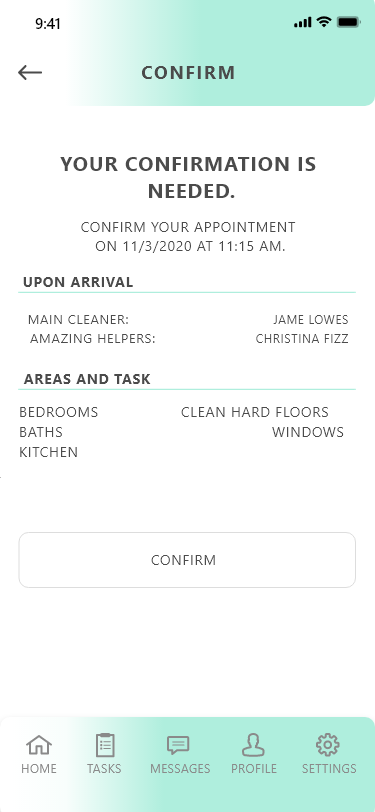 9:41
CONFIRM
YOUR CONFIRMATION IS
NEEDED.
CONFIRM YOUR APPOINTMENT
ON 11/3/2020 AT 11:15 AM.
UPON ARRIVAL
MAIN CLEANER: JAME LOWES
AMAZING HELPERS: CHRISTINA FIZZ
AREAS AND TASK
BEDROOMS CLEAN HARD FLOORS
BATHS WINDOWS
KITCHEN
CONFIRM
HOME TASKS MESSAGES PROFILE SETTINGS